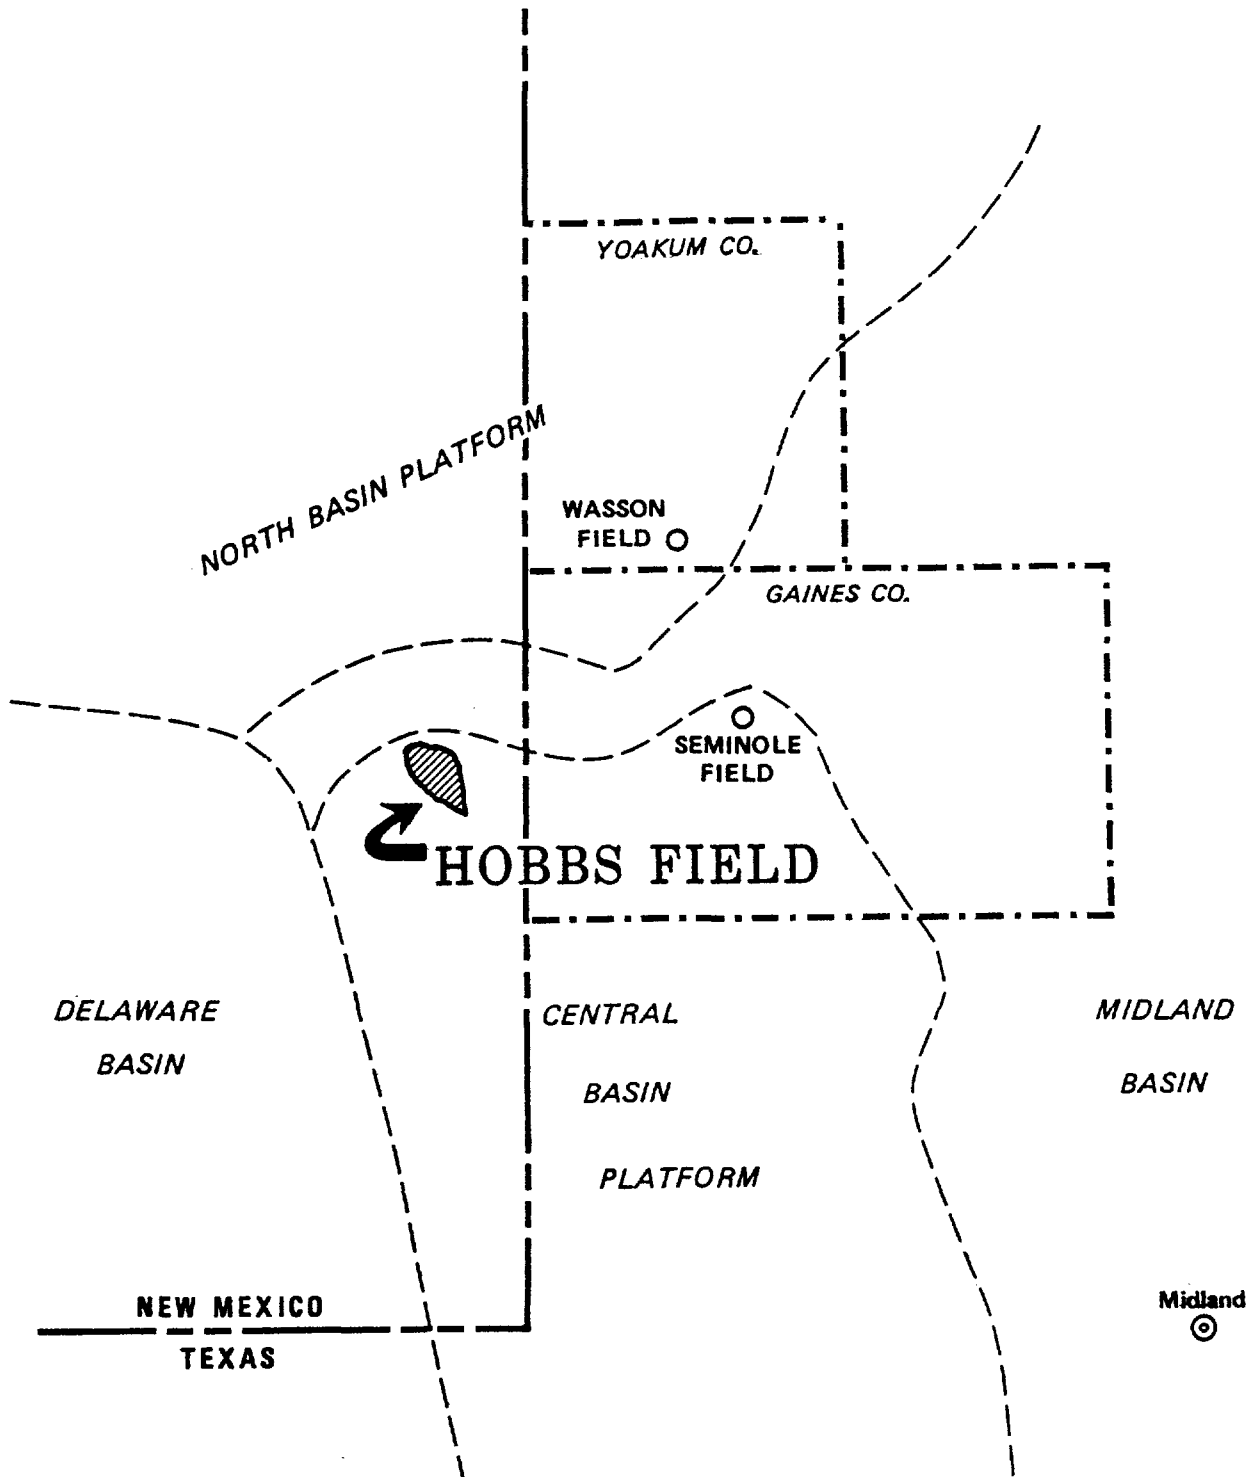 YOAKUM CO.
NORTH BASIN PLATFORM
WASSON
FIELD
GAINES CO.
SEMINOLE
FIELD
HOBBS FIELD
DELAWARE
BASIN
CENTRAL
BASIN
PLATFORM
MIDLAND
BASIN
NEW MEXICO
TEXAS
Midland